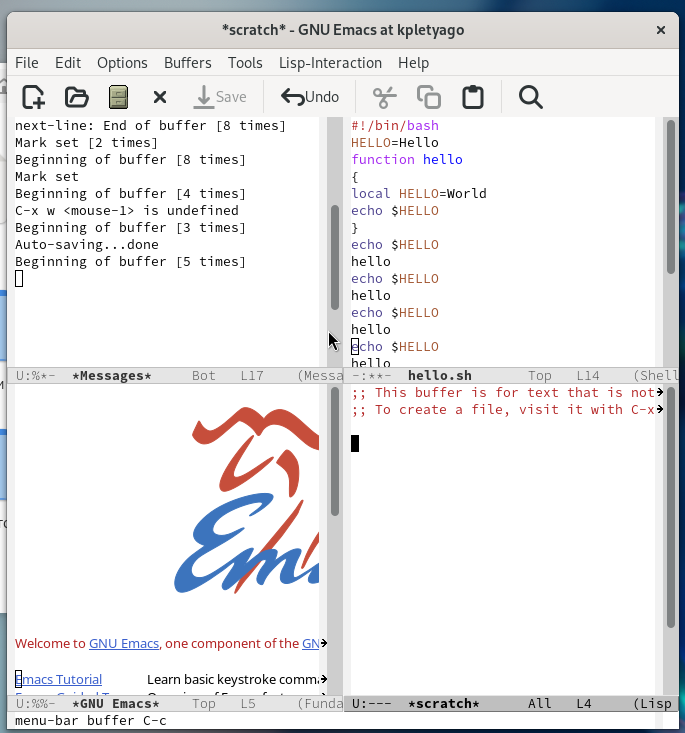 *scratch* - GNU Emacs at kpletyago
File Edit Options Buffers Tools Lisp-Interaction Help
Save Undo
next-line: End of buffer [8 times]
Mark set [2 times]
Beginning of buffer [8 times]
Mark set
Beginning of buffer [4 times]
C-x w <mouse-1> is undefined
Beginning of buffer [3 times]
Auto-saving...done
Beginning of buffer [5 times]
U:%*- *Messages* Bot L17 (Messa
#!/bin/bash
HELLO=Hello
function hello
{
local HELLO=World
echo $HELLO
}
echo $HELLO
hello
echo $HELLO
hello
echo $HELLO
hello
echo $HELLO
hello
-:**- hello.sh Top L14 (Shell
Welcome to GNU Emacs, one component of the GN
Emacs Tutorial Learn basic keystroke comma
U:%%- *GNU Emacs* Top L5 (Funda
;; This buffer is for text that is not
;; To create a file, visit it with C-x
U:--- *scratch* All L4 (Lisp
menu-bar buffer C-c